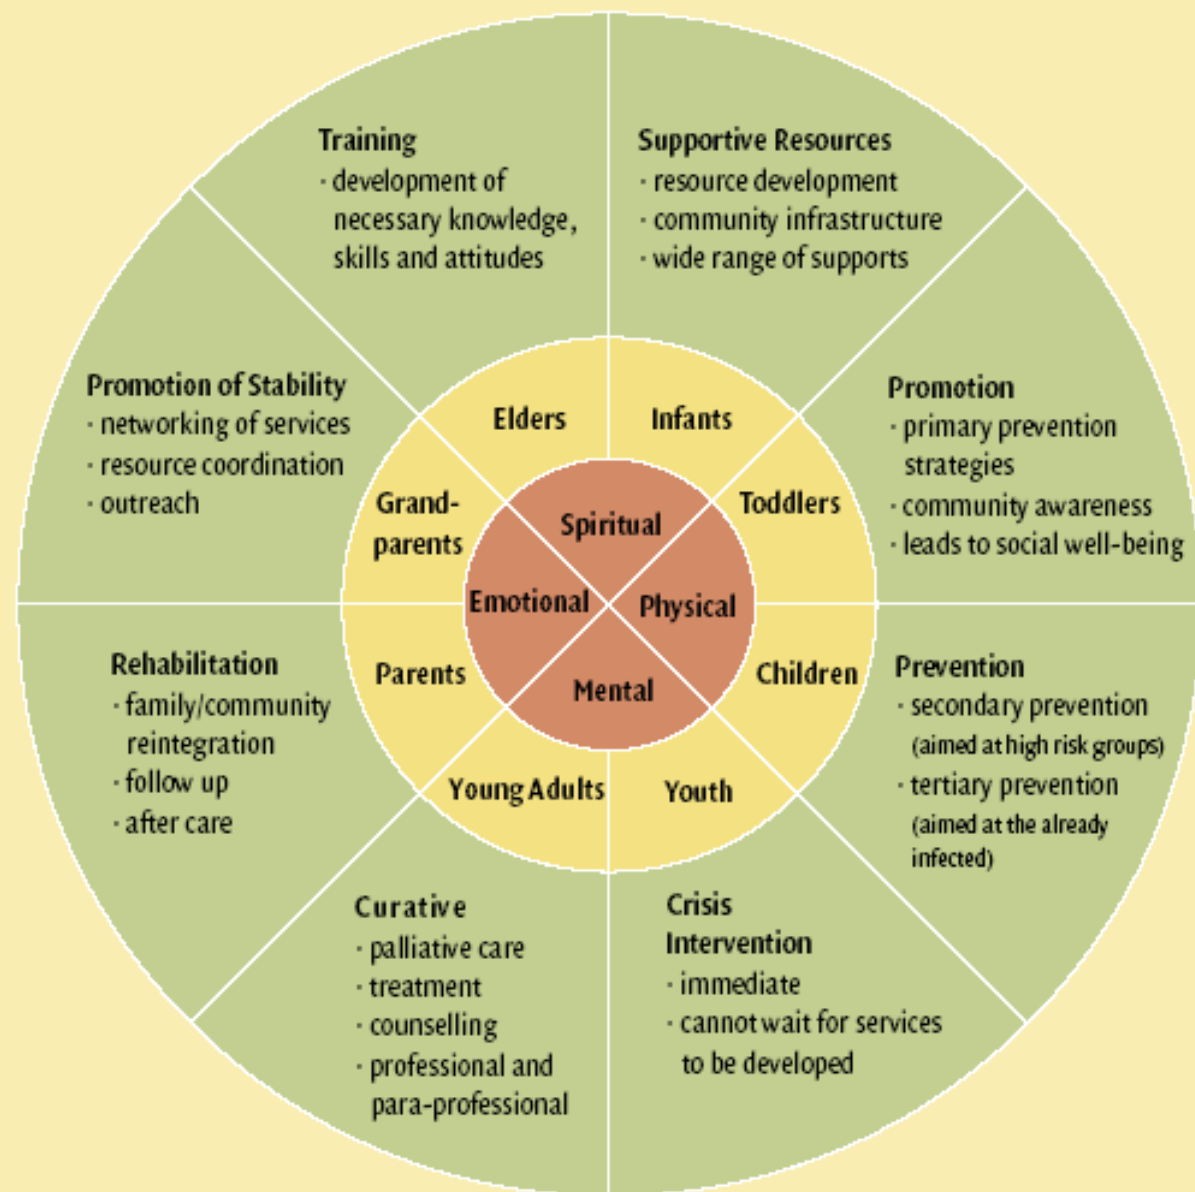 Training
· development of
necessary knowledge,
skills and attitudes
Supportive Resources
· resource development
· community infrastructure
· wide range of supports
Promotion of Stability
· networking of services
· resource coordination
· outreach
Promotion
· primary prevention
strategies
· community awareness
· leads to social well-being
Elders
Infants
Grand-
parents
Toddlers
Spiritual
Emotional
Physical
Mental
Parents
Children
Young Adults
Youth
Rehabilitation
· family/community
reintegration
· follow up
· after care
Prevention
· secondary prevention
(aimed at high risk groups)
· tertiary prevention
(aimed at the already
infected)
Curative
· palliative care
· treatment
· counselling
· professional and
para-professional
Crisis
Intervention
· immediate
· cannot wait for services
to be developed